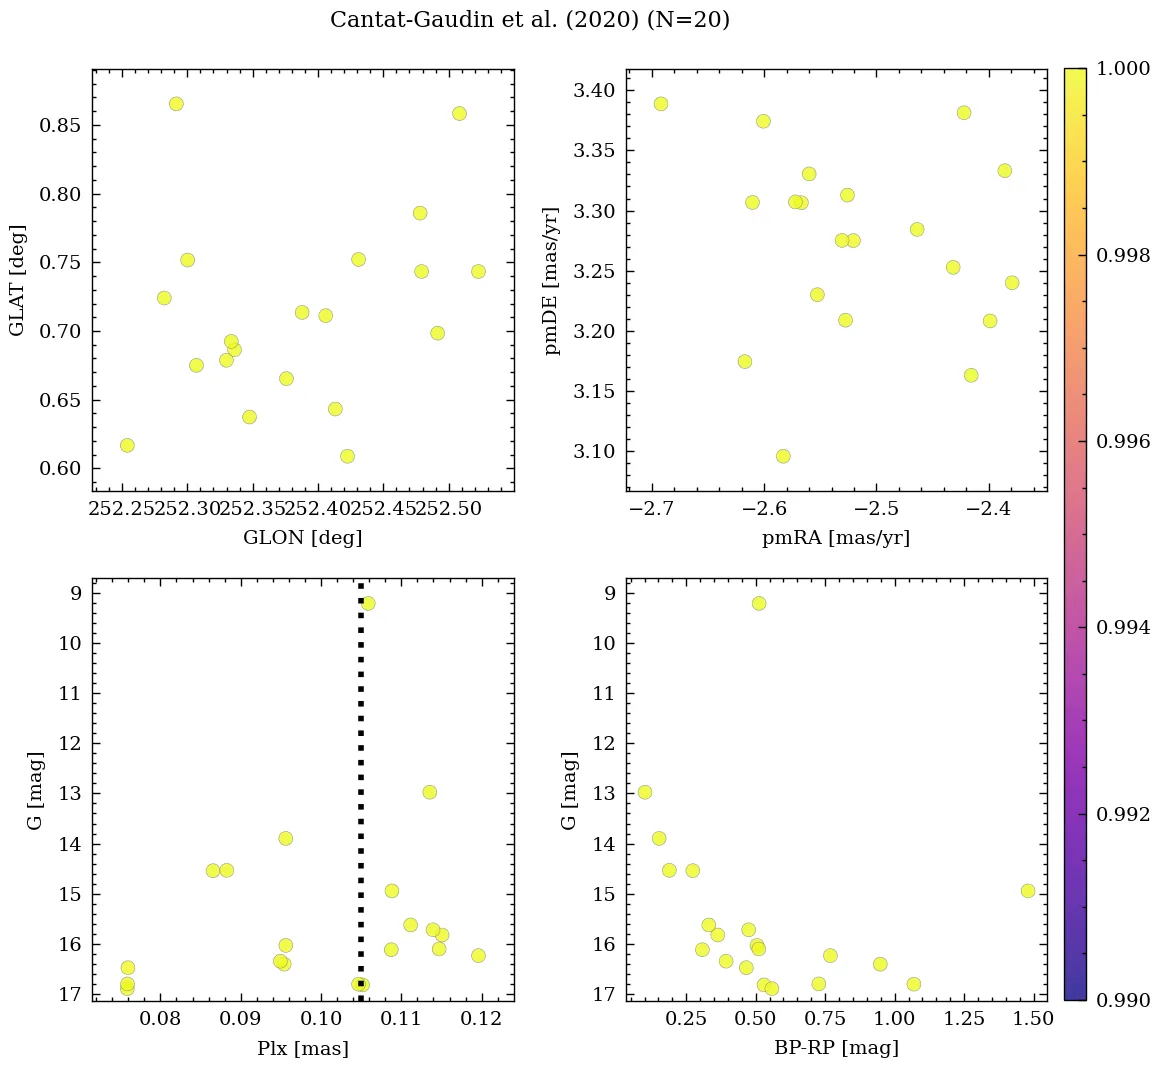 Cantat-Gaudin et al. (2020) (N=20)
GLAT [deg]
0.85
0.80
0.75
0.70
0.65
0.60
252.25 252.30 252.35 252.40 252.45 252.50
GLON [deg]
pmDE [mas/yr]
3.40
3.35
3.30
3.25
3.20
3.15
3.10
−2.7 −2.6 −2.5 −2.4
pmRA [mas/yr]
G [mag]
9
10
11
12
13
14
15
16
17
0.08 0.09 0.10 0.11 0.12
Plx [mas]
G [mag]
9
10
11
12
13
14
15
16
17
0.25 0.50 0.75 1.00 1.25 1.50
BP-RP [mag]
1.000
0.998
0.996
0.994
0.992
0.990